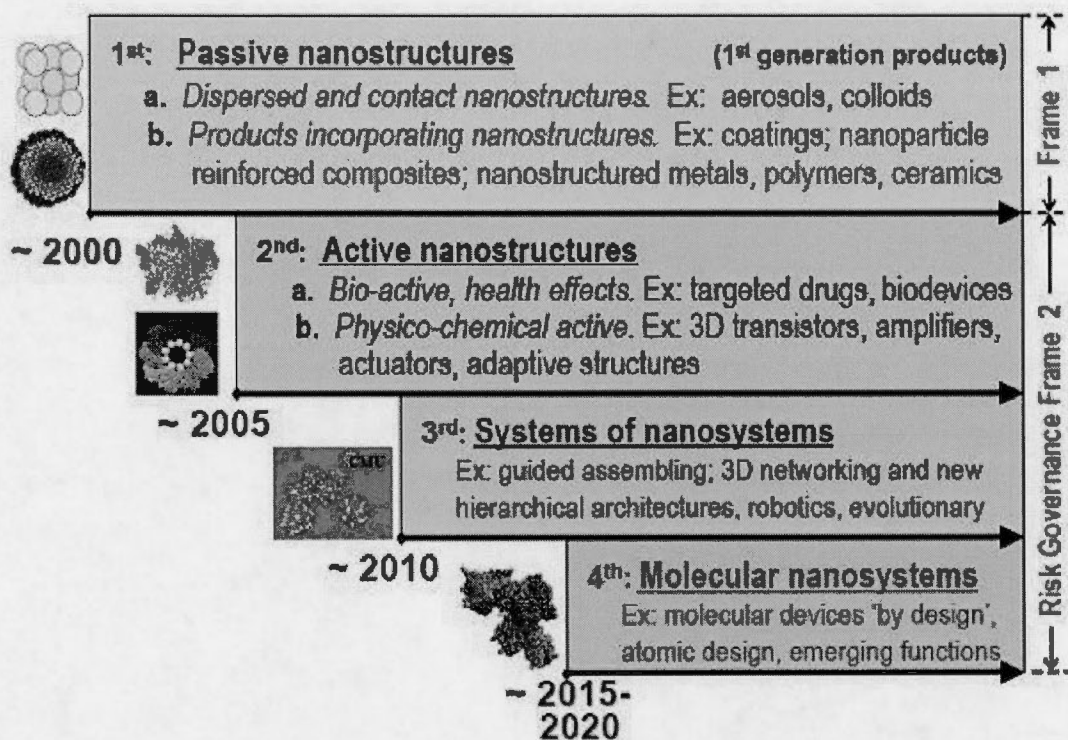 1st: Passive nanostructures (1st generation products)
a. Dispersed and contact nanostructures. Ex: aerosols, colloids
b. Products incorporating nanostructures. Ex: coatings; nanoparticle
reinforced composites; nanostructured metals, polymers, ceramics
~ 2000
2nd: Active nanostructures
a. Bio-active, health effects. Ex: targeted drugs, biodevices
b. Physico-chemical active. Ex: 3D transistors, amplifiers,
actuators, adaptive structures
~ 2005
3rd: Systems of nanosystems
Ex: guided assembling; 3D networking and new
hierarchical architectures, robotics, evolutionary
~ 2010
4th: Molecular nanosystems
Ex: molecular devices 'by design',
atomic design, emerging functions
~ 2015-
2020
Frame 1
Risk Governance Frame 2